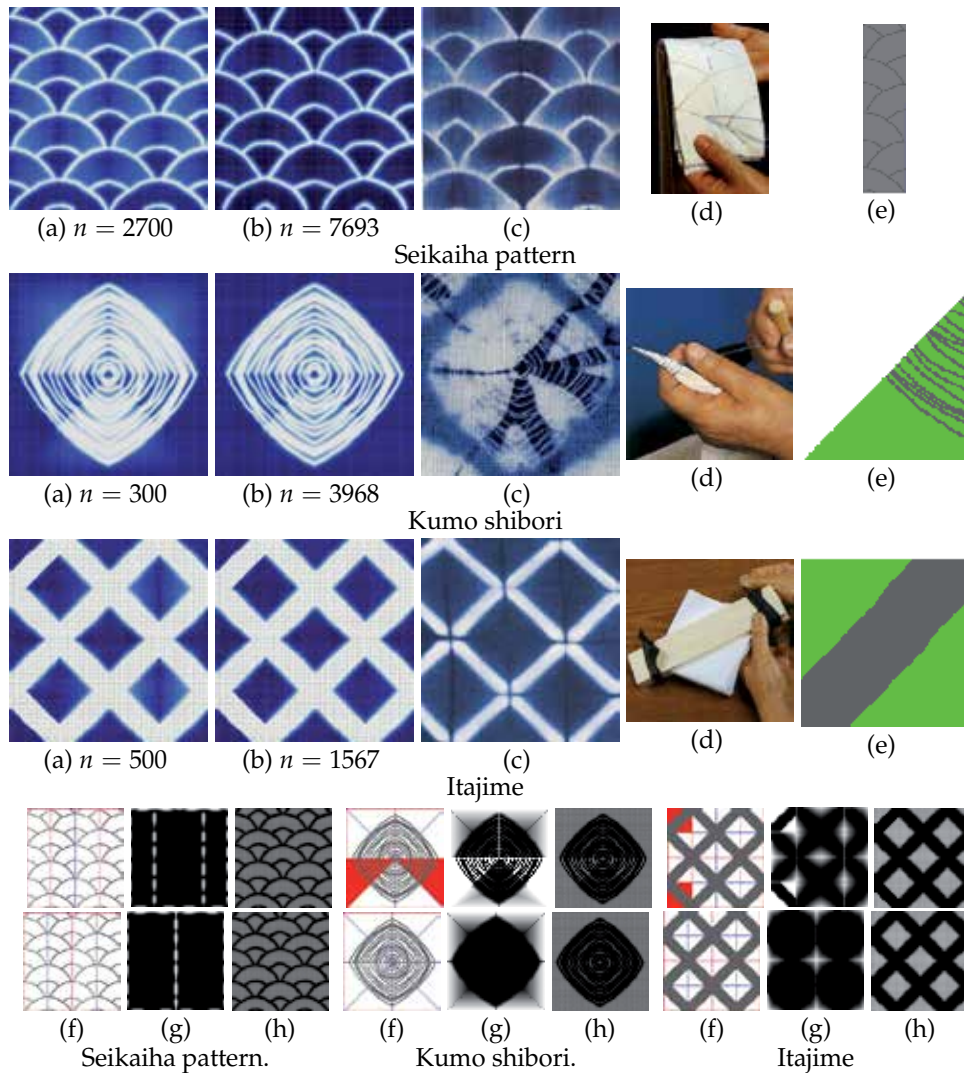 (a) n = 2700 (b) n = 7693 (c) (d) (e)
Seikaiha pattern
(a) n = 300 (b) n = 3968 (c) (d) (e)
Kumo shibori
(a) n = 500 (b) n = 1567 (c) (d) (e)
Itajime
(f) (g) (h) (f) (g) (h) (f) (g) (h)
Seikaiha pattern. Kumo shibori. Itajime